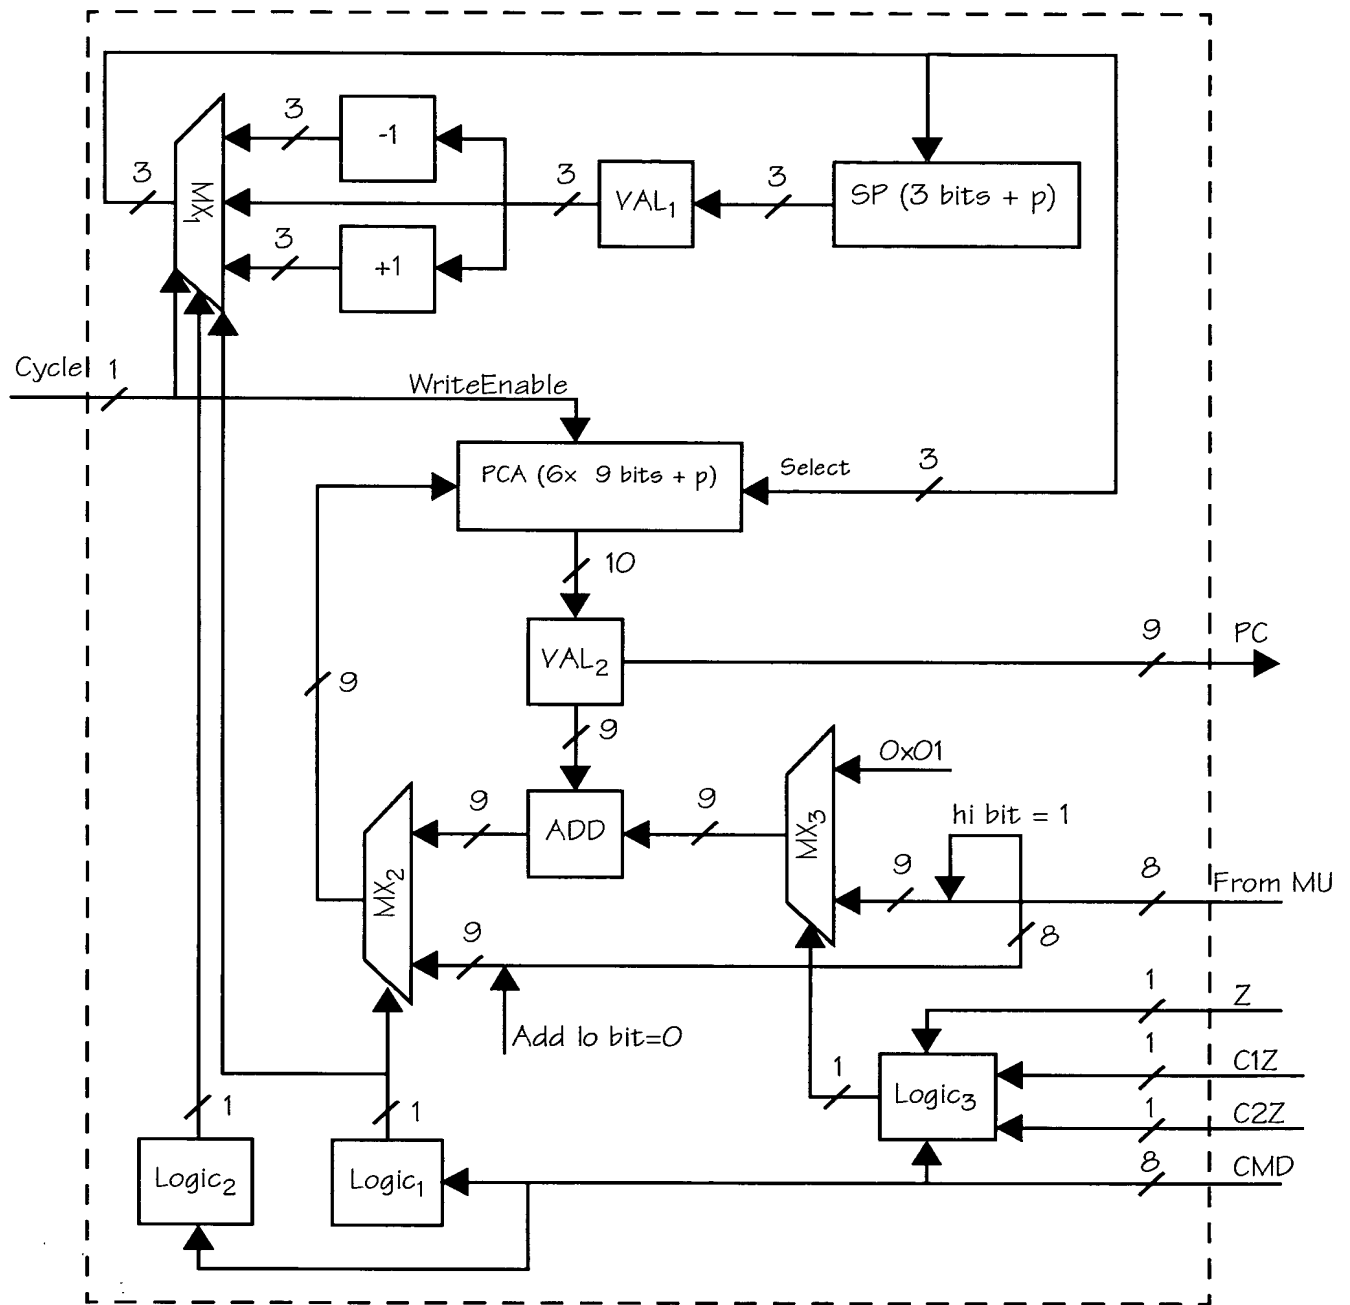 3
-1
3
MX1
3
VAL1
3
SP (3 bits + p)
3
+1
Cycle
1
WriteEnable
PCA (6x 9 bits + p)
Select
3
10
9
VAL2
9
PC
9
0x01
9
ADD
9
MX3
hi bit = 1
MX2
9
8
From MU
9
8
Add lo bit=0
1
Z
1
C1Z
1
Logic3
1
C2Z
1
1
Logic2
Logic1
8
CMD